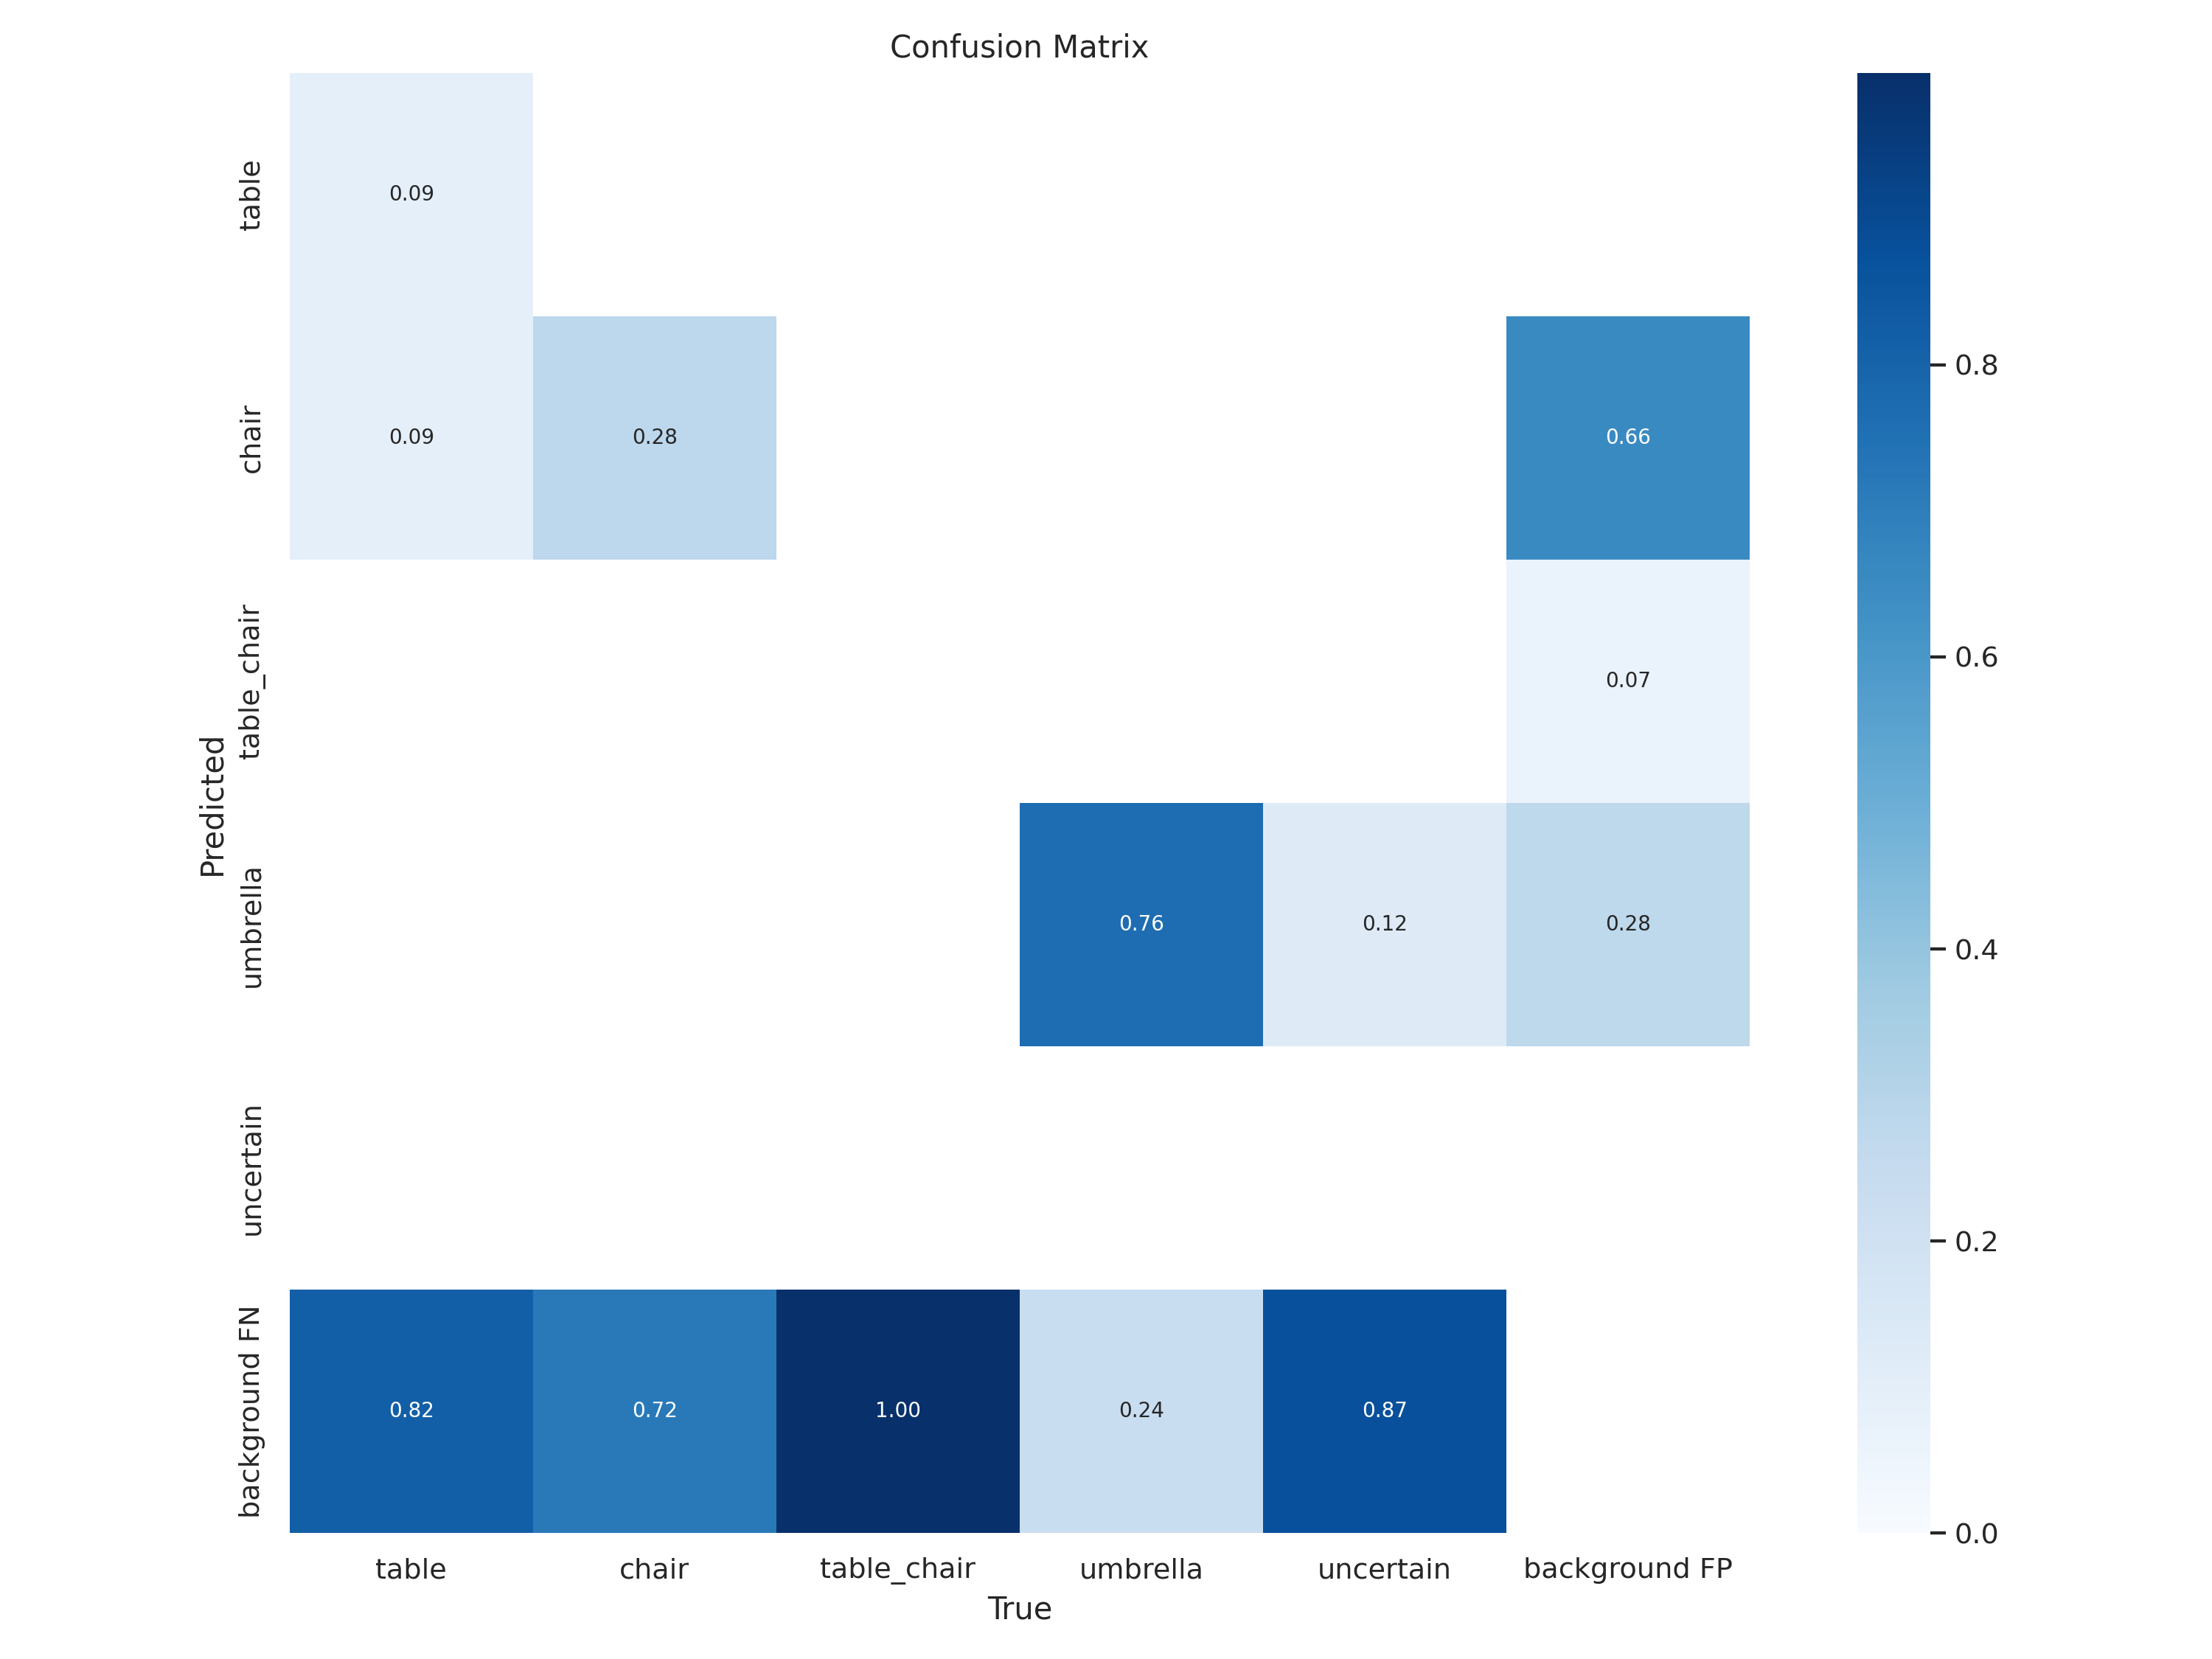 Confusion Matrix
table
0.09
chair
0.09 0.28 0.66
table_chair
0.07
Predicted
umbrella
0.76 0.12 0.28
uncertain
background FN
0.82 0.72 1.00 0.24 0.87
table chair table_chair umbrella uncertain background FP
True
0.8
0.6
0.4
0.2
0.0